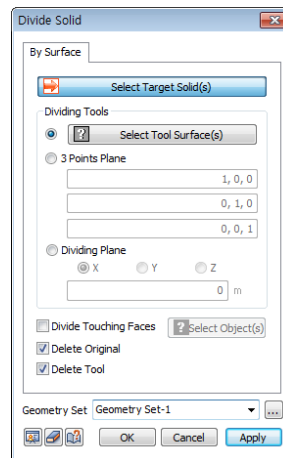 Divide Solid
By Surface
Select Target Solid(s)
Dividing Tools
? Select Tool Surface(s)
3 Points Plane
1, 0, 0
0, 1, 0
0, 0, 1
Dividing Plane
X Y Z
0 m
Divide Touching Faces ? Select Object(s)
Delete Original
Delete Tool
Geometry Set Geometry Set-1 ...
OK Cancel Apply